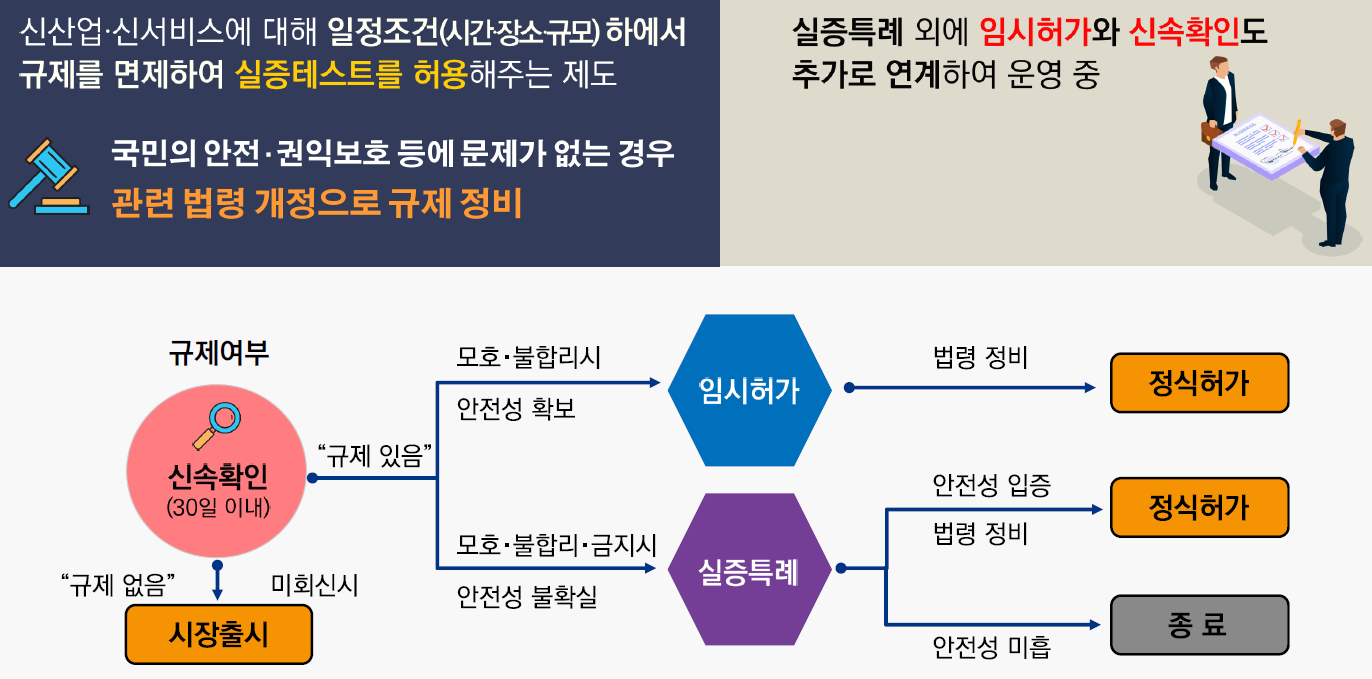 신산업·신서비스에 대해 일정조건(시간·장소·규모) 하에서
규제를 면제하여 실증테스트를 허용해주는 제도
국민의 안전·권익보호 등에 문제가 없는 경우
관련 법령 개정으로 규제 정비
실증특례 외에 임시허가와 신속확인도
추가로 연계하여 운영 중
규제여부
신속확인
(30일 이내)
“규제 있음”
“규제 없음”
미회신시
시장출시
모호·불합리시
안전성 확보
임시허가
법령 정비
정식허가
모호·불합리·금지시
안전성 불확실
실증특례
안전성 입증
법령 정비
정식허가
안전성 미흡
종 료